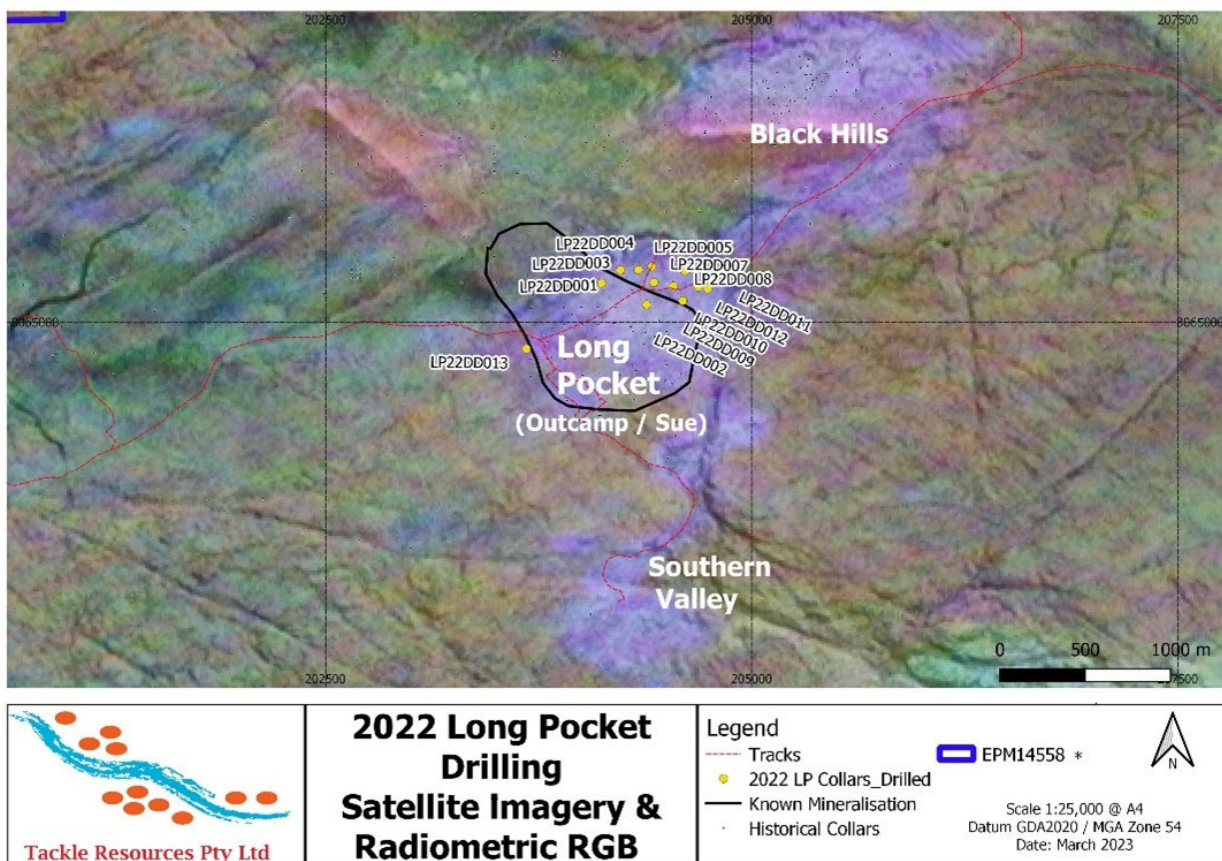 202500
205000
207500
Black Hills
LP22DD004
LP22DD005
LP22DD003
LP22DD007
LP22DD001
LP22DD008
LP22DD011
LP22DD012
LP22DD010
LP22DD009
LP22DD002
8065000
8065000
LP22DD013
Long
Pocket
(Outcamp / Sue)
Southern
Valley
0 500 1000 m
202500
205000
207500
2022 Long Pocket
Drilling
Satellite Imagery &
Radiometric RGB
Tackle Resources Pty Ltd
Legend
Tracks
2022 LP Collars_Drilled
Known Mineralisation
Historical Collars
EPM14558 *
N
Scale 1:25,000 @ A4
Datum GDA2020 / MGA Zone 54
Date: March 2023